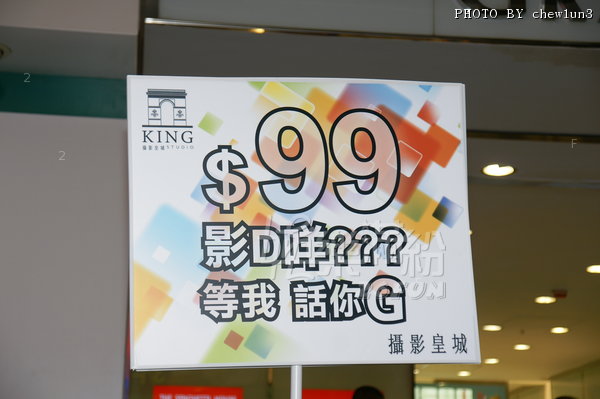 PHOTO BY chew1un3
KING
攝影皇城 STUDIO
$99
影D咩???
等我 話你G
攝影皇城